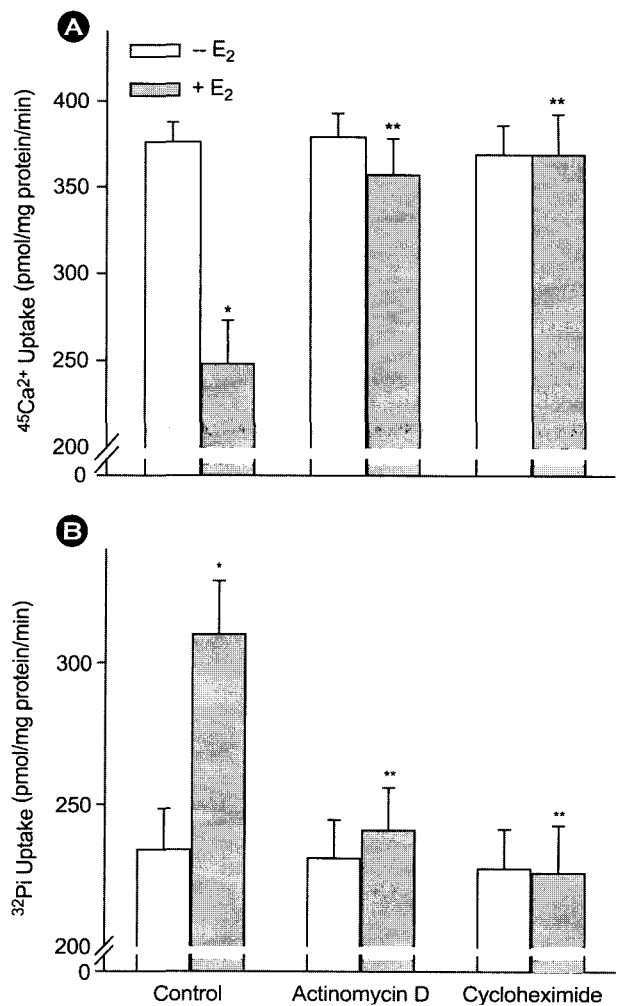 A
− E₂
+ E₂
⁴⁵Ca²⁺ Uptake (pmol/mg protein/min)
400
350
300
250
200
0
*
**
**
B
³²Pi Uptake (pmol/mg protein/min)
300
250
200
0
*
**
**
Control
Actinomycin D
Cycloheximide